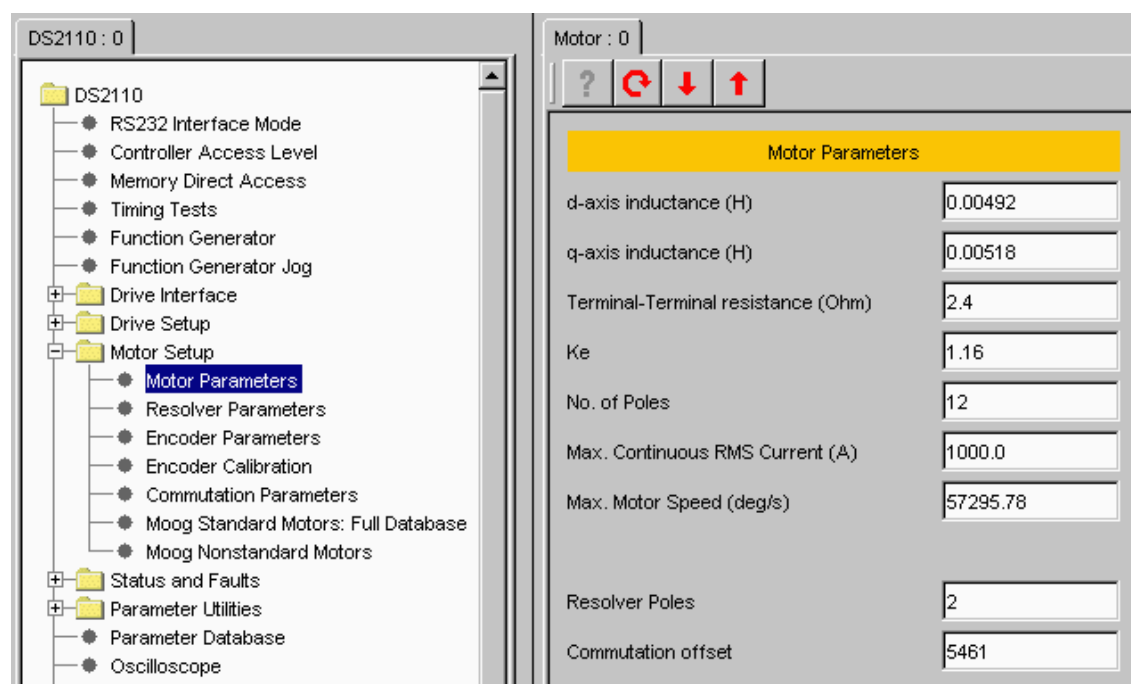 DS2110 : 0
DS2110
RS232 Interface Mode
Controller Access Level
Memory Direct Access
Timing Tests
Function Generator
Function Generator Jog
Drive Interface
Drive Setup
Motor Setup
Motor Parameters
Resolver Parameters
Encoder Parameters
Encoder Calibration
Commutation Parameters
Moog Standard Motors: Full Database
Moog Nonstandard Motors
Status and Faults
Parameter Utilities
Parameter Database
Oscilloscope
Motor : 0
?
Motor Parameters
d-axis inductance (H) 0.00492
q-axis inductance (H) 0.00518
Terminal-Terminal resistance (Ohm) 2.4
Ke 1.16
No. of Poles 12
Max. Continuous RMS Current (A) 1000.0
Max. Motor Speed (deg/s) 57295.78
Resolver Poles 2
Commutation offset 5461